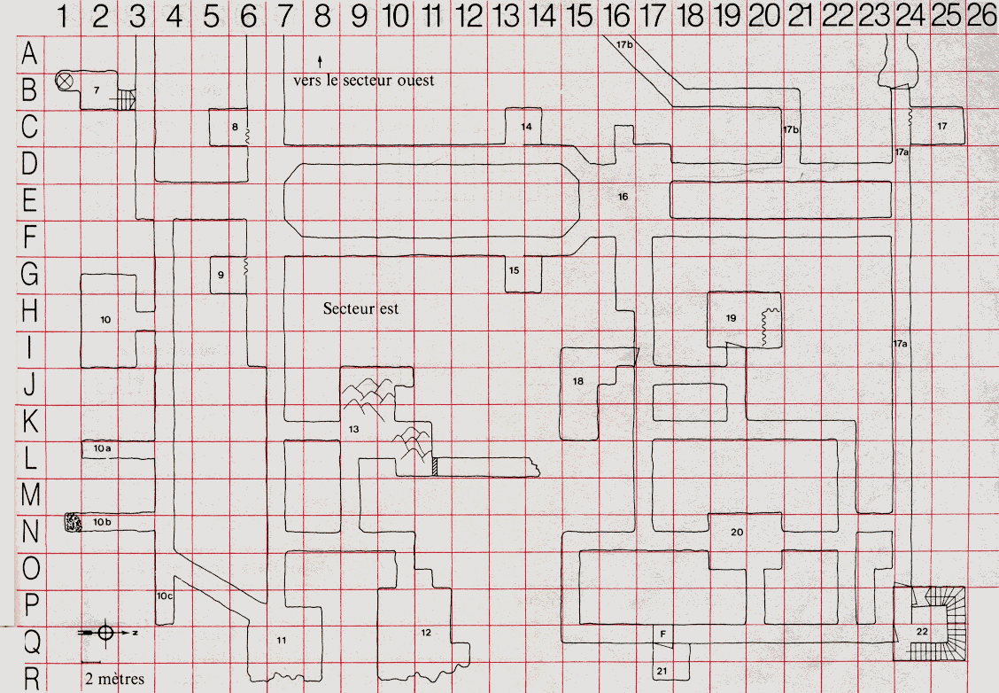 1 2 3 4 5 6 7 8 9 10 11 12 13 14 15 16 17 18 19 20 21 22 23 24 25 26
A 17b
vers le secteur ouest
B 7
C 8 14 17b 17
D 17a
E 16
F
G 9 15
H 10 Secteur est 19
I 17a
J 18
K 13
L 10a
M
N 10b 20
O
P 10c
Q 11 12 F 22
N
R 21
2 mètres